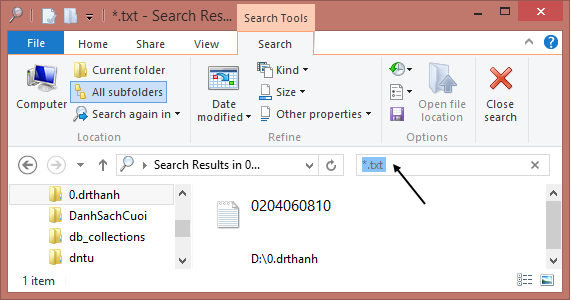 *.txt - Search Res...
Search Tools
File
Home
Share
View
Search
Computer
Current folder
All subfolders
Search again in
Location
Date modified
Kind
Size
Other properties
Refine
Open file location
Options
Close search
Search Results in 0...
*.txt
0.drthanh
DanhSachCuoi
db_collections
dntu
0204060810
D:\0.drthanh
1 item